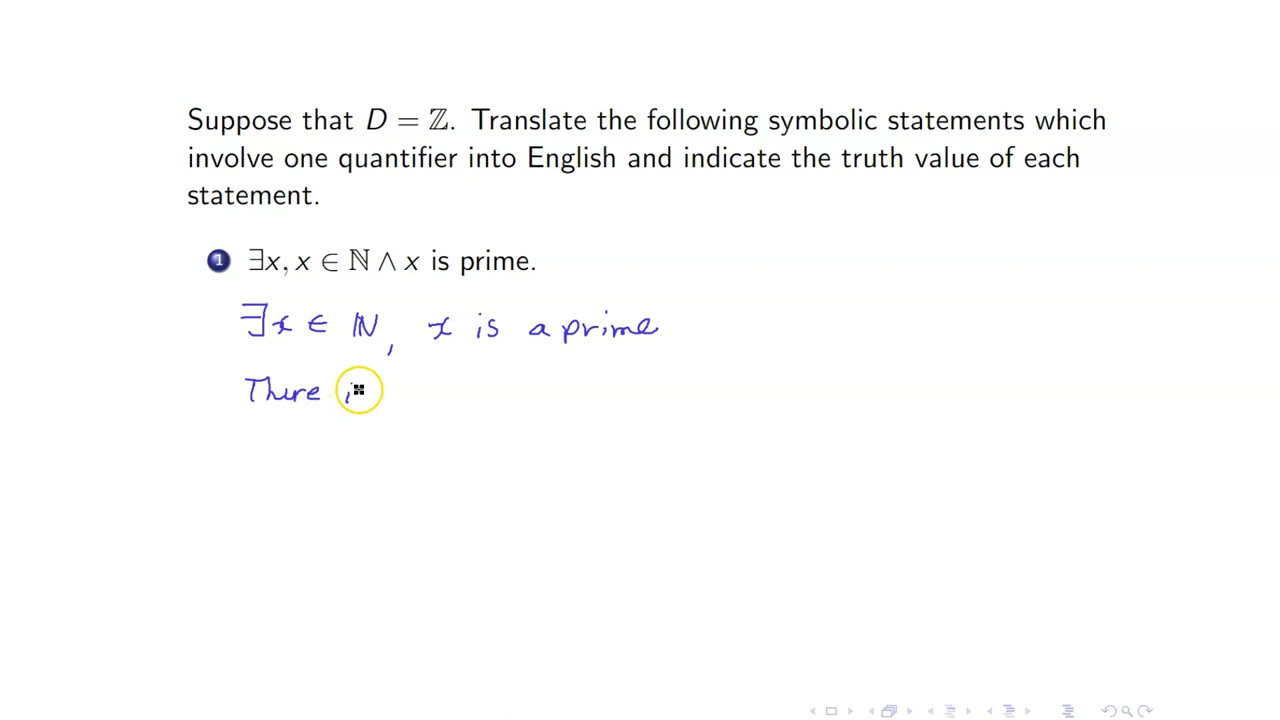 Suppose that D = ℤ. Translate the following symbolic statements which
involve one quantifier into English and indicate the truth value of each
statement.
1 ∃x, x ∈ ℕ ∧ x is prime.
∃x ∈ ℕ, x is a prime
There